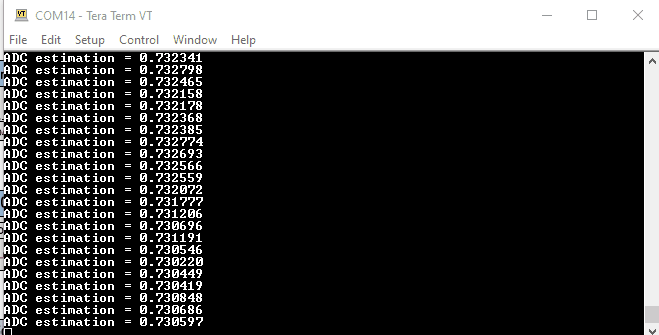 COM14 - Tera Term VT
File Edit Setup Control Window Help
ADC estimation = 0.732341
ADC estimation = 0.732798
ADC estimation = 0.732465
ADC estimation = 0.732158
ADC estimation = 0.732178
ADC estimation = 0.732368
ADC estimation = 0.732385
ADC estimation = 0.732774
ADC estimation = 0.732693
ADC estimation = 0.732566
ADC estimation = 0.732559
ADC estimation = 0.732072
ADC estimation = 0.731777
ADC estimation = 0.731206
ADC estimation = 0.730696
ADC estimation = 0.731191
ADC estimation = 0.730546
ADC estimation = 0.730220
ADC estimation = 0.730449
ADC estimation = 0.730419
ADC estimation = 0.730848
ADC estimation = 0.730686
ADC estimation = 0.730597